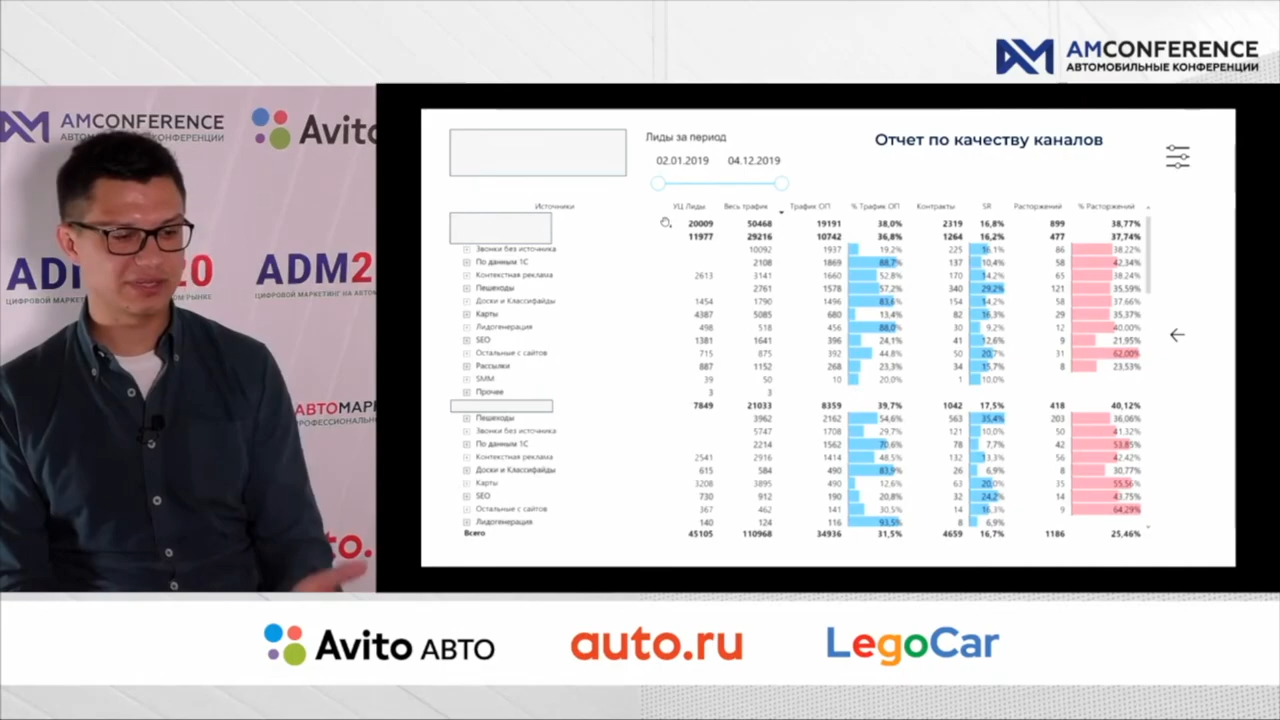 AMCONFERENCE
АВТОМОБИЛЬНЫЕ КОНФЕРЕНЦИИ
AMCONFERENCE
КОНФЕРЕНЦИИ
Avito
ADM 20
ADM2
ЦИФРОВОЙ МАРКЕТИНГ НА
Avito.
Лиды за период
02.01.2019 04.12.2019
Отчет по качеству каналов
Источники УЦ Лиды Весь трафик Трафик ОП % Трафик ОП Контракты SR Расторжений % Расторжений
20009 50468 19191 38,0% 2319 16,8% 899 38,77%
11977 29216 10742 36,8% 1264 16,2% 477 37,74%
Звонки без источника 10092 1937 19,2% 225 16,1% 86 38,22%
По данным 1С 2108 1869 88,7% 137 10,4% 58 42,34%
Контекстная реклама 2613 3141 1660 52,8% 170 14,2% 65 38,24%
Пешеходы 2761 1578 57,2% 340 29,2% 121 35,59%
Доски и Классифайды 1454 1790 1496 83,6% 154 14,2% 58 37,66%
Карты 4387 5085 680 13,4% 82 16,3% 29 35,37%
Лидогенерация 498 518 456 88,0% 30 9,2% 12 40,00%
SEO 1381 1641 396 24,1% 41 12,6% 9 21,95%
Остальные с сайтов 715 875 392 44,8% 50 20,7% 31 62,00%
Рассылки 887 1152 268 23,3% 34 15,7% 8 23,53%
SMM 39 50 10 20,0% 1 10,0%
Прочее 3 3
7849 21033 8359 39,7% 1042 17,5% 418 40,12%
Пешеходы 3962 2162 54,6% 563 35,4% 203 36,06%
Звонки без источника 5747 1708 29,7% 121 10,0% 50 41,32%
По данным 1С 2214 1562 70,6% 78 7,7% 42 53,85%
Контекстная реклама 2541 2916 1414 48,5% 132 13,3% 56 42,42%
Доски и Классифайды 615 584 490 83,9% 26 6,9% 8 30,77%
Карты 3208 3895 490 12,6% 63 20,0% 35 55,56%
SEO 730 912 190 20,8% 32 24,2% 14 43,75%
Остальные с сайтов 367 462 141 30,5% 14 16,3% 9 64,29%
Лидогенерация 140 124 116 93,5% 8 6,9%
Всего 45105 110968 34936 31,5% 4659 16,7% 1186 25,46%
Avito АВТО
auto.ru
LegoCar